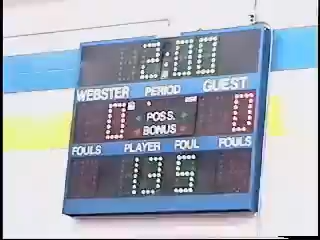 2:00
WEBSTER PERIOD GUEST
0 POSS. 0
BONUS
FOULS PLAYER FOUL FOULS
13 5